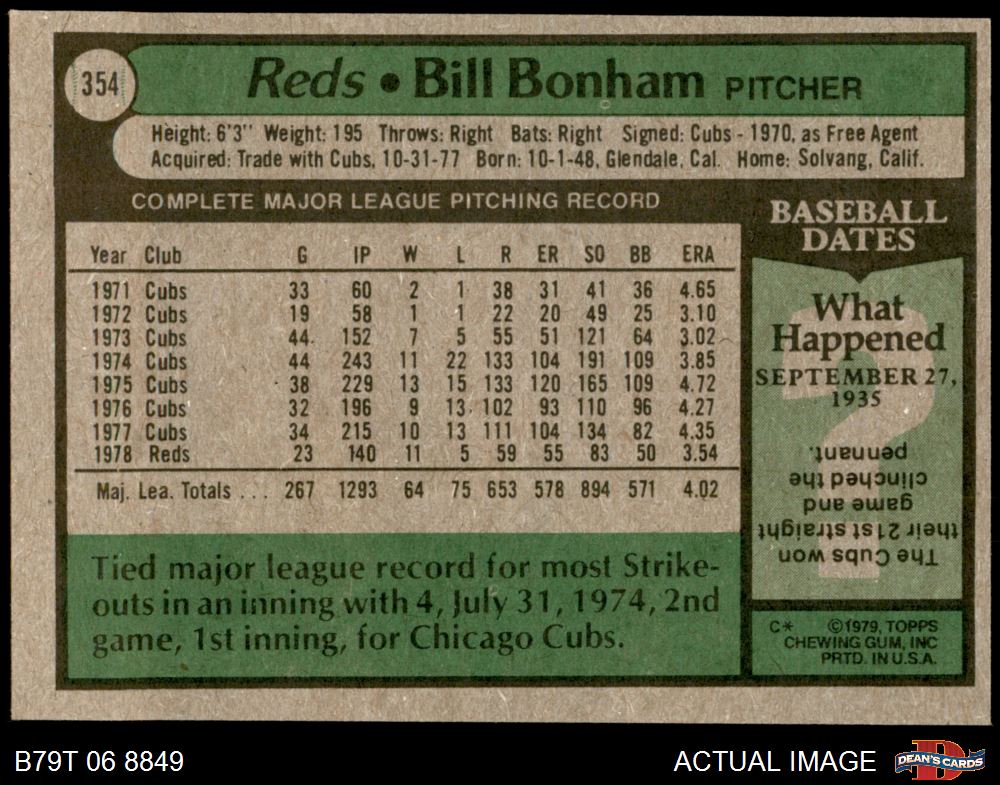 354
Reds • Bill Bonham PITCHER
Height: 6'3" Weight: 195 Throws: Right Bats: Right Signed: Cubs - 1970, as Free Agent
Acquired: Trade with Cubs, 10-31-77 Born: 10-1-48, Glendale, Cal. Home: Solvang, Calif.
COMPLETE MAJOR LEAGUE PITCHING RECORD
Year Club G IP W L R ER SO BB ERA
1971 Cubs 33 60 2 1 38 31 41 36 4.65
1972 Cubs 19 58 1 1 22 20 49 25 3.10
1973 Cubs 44 152 7 5 55 51 121 64 3.02
1974 Cubs 44 243 11 22 133 104 191 109 3.85
1975 Cubs 38 229 13 15 133 120 165 109 4.72
1976 Cubs 32 196 9 13 102 93 110 96 4.27
1977 Cubs 34 215 10 13 111 104 134 82 4.35
1978 Reds 23 140 11 5 59 55 83 50 3.54
Maj. Lea. Totals ... 267 1293 64 75 653 578 894 571 4.02
Tied major league record for most Strike-
outs in an inning with 4, July 31, 1974, 2nd
game, 1st inning, for Chicago Cubs.
BASEBALL
DATES
What
Happened
SEPTEMBER 27,
1935
The Cubs won
their 21st straight
game and
clinched the
pennant.
C* ©1979, TOPPS
CHEWING GUM, INC
PRTD. IN U.S.A.
B79T 06 8849
ACTUAL IMAGE
D
DEAN'S CARDS